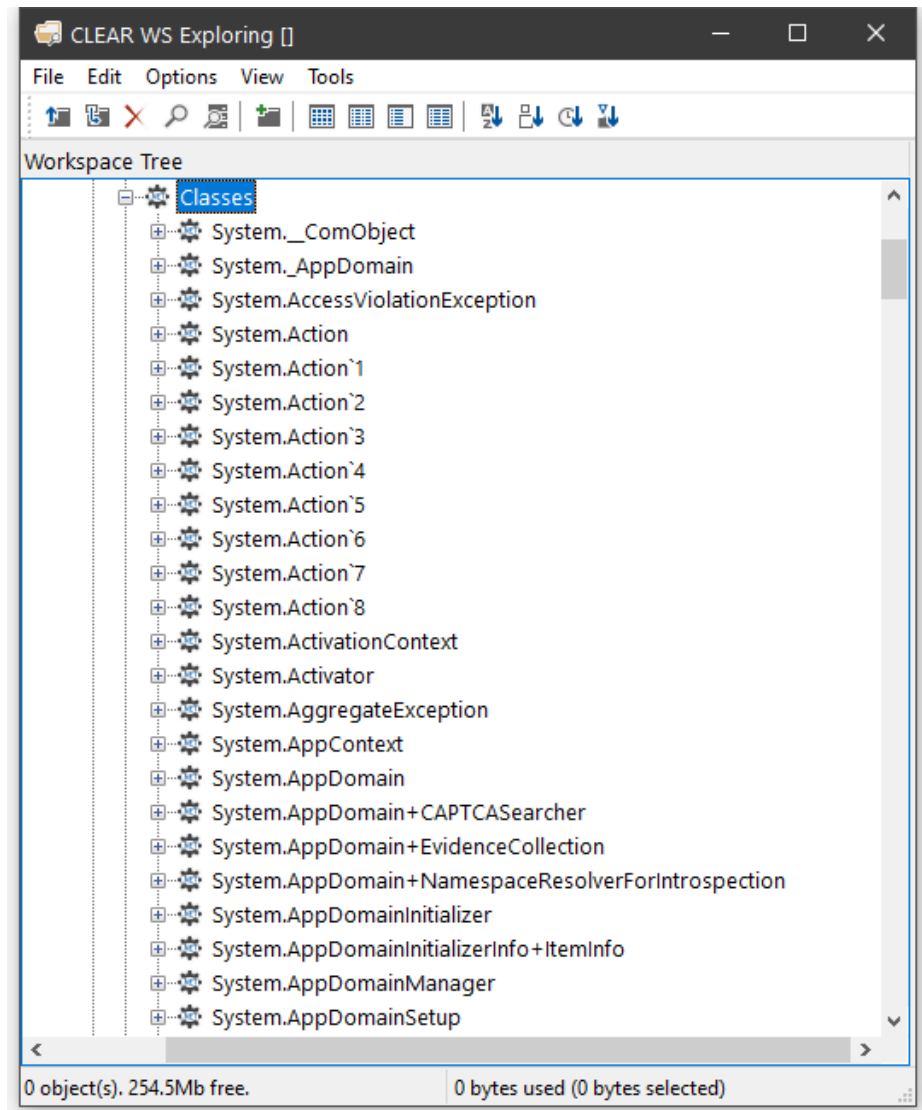 CLEAR WS Exploring []
File Edit Options View Tools
Workspace Tree
Classes
System.__ComObject
System._AppDomain
System.AccessViolationException
System.Action
System.Action`1
System.Action`2
System.Action`3
System.Action`4
System.Action`5
System.Action`6
System.Action`7
System.Action`8
System.ActivationContext
System.Activator
System.AggregateException
System.AppContext
System.AppDomain
System.AppDomain+CAPTCASearcher
System.AppDomain+EvidenceCollection
System.AppDomain+NamespaceResolverForIntrospection
System.AppDomainInitializer
System.AppDomainInitializerInfo+ItemInfo
System.AppDomainManager
System.AppDomainSetup
0 object(s). 254.5Mb free. 0 bytes used (0 bytes selected)